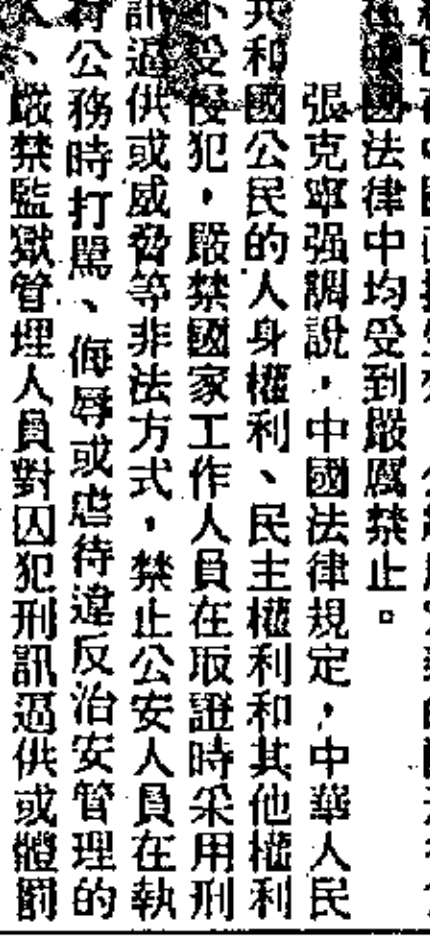 國法律中均受到嚴厲禁止。
張克寧强調說，中國法律規定，中華人民
共和國公民的人身權利、民主權利和其他權利
不受侵犯，嚴禁國家工作人員在取證時采用刑
訊逼供或威脅等非法方式，禁止公安人員在執
行公務時打駡、侮辱或虐待違反治安管理的
人、嚴禁監獄管理人員對囚犯刑訊逼供或體罰